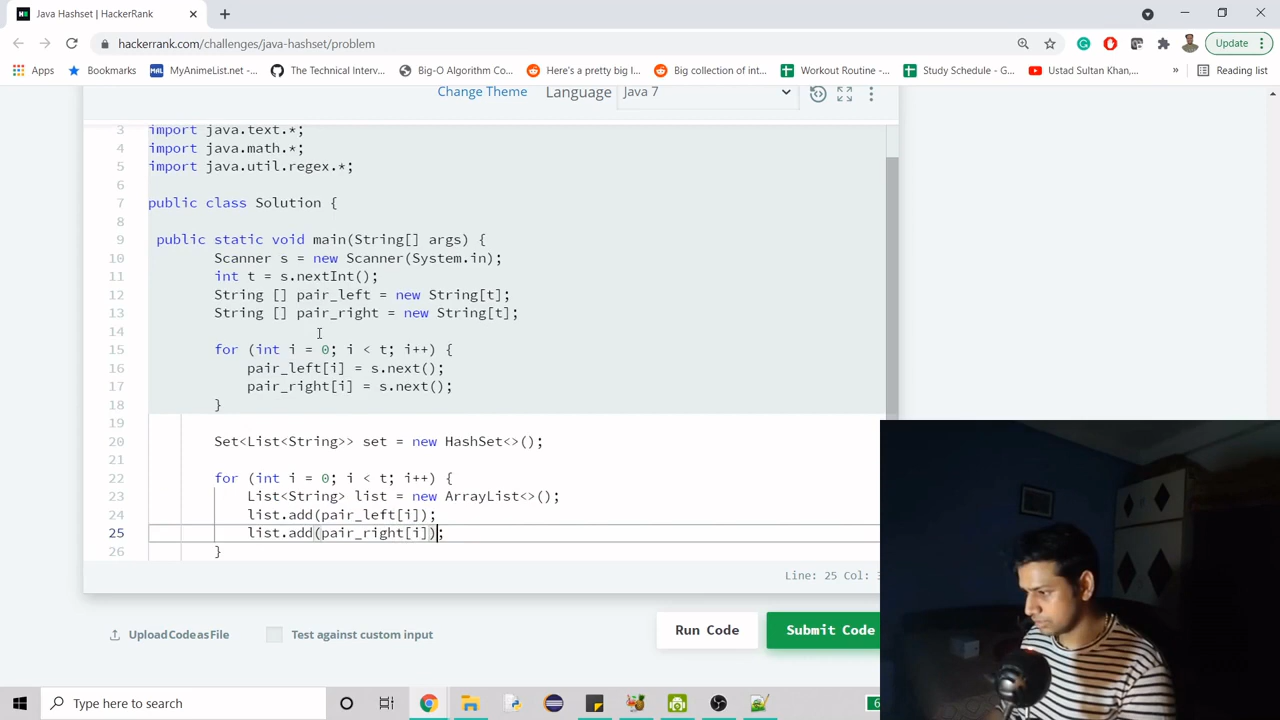 Java Hashset | HackerRank
hackerrank.com/challenges/java-hashset/problem
Update
Apps Bookmarks MyAnimeList.net -... The Technical Interv... Big-O Algorithm Co... Here's a pretty big l... Big collection of int... Workout Routine -... Study Schedule - G... Ustad Sultan Khan,... » Reading list
Change Theme Language Java 7
3 import java.text.*;
4 import java.math.*;
5 import java.util.regex.*;
6
7 public class Solution {
8
9 public static void main(String[] args) {
10 Scanner s = new Scanner(System.in);
11 int t = s.nextInt();
12 String [] pair_left = new String[t];
13 String [] pair_right = new String[t];
14
15 for (int i = 0; i < t; i++) {
16 pair_left[i] = s.next();
17 pair_right[i] = s.next();
18 }
19
20 Set<List<String>> set = new HashSet<>();
21
22 for (int i = 0; i < t; i++) {
23 List<String> list = new ArrayList<>();
24 list.add(pair_left[i]);
25 list.add(pair_right[i]);
26 }
Line: 25 Col:
Upload Code as File Test against custom input Run Code Submit Code
Type here to search